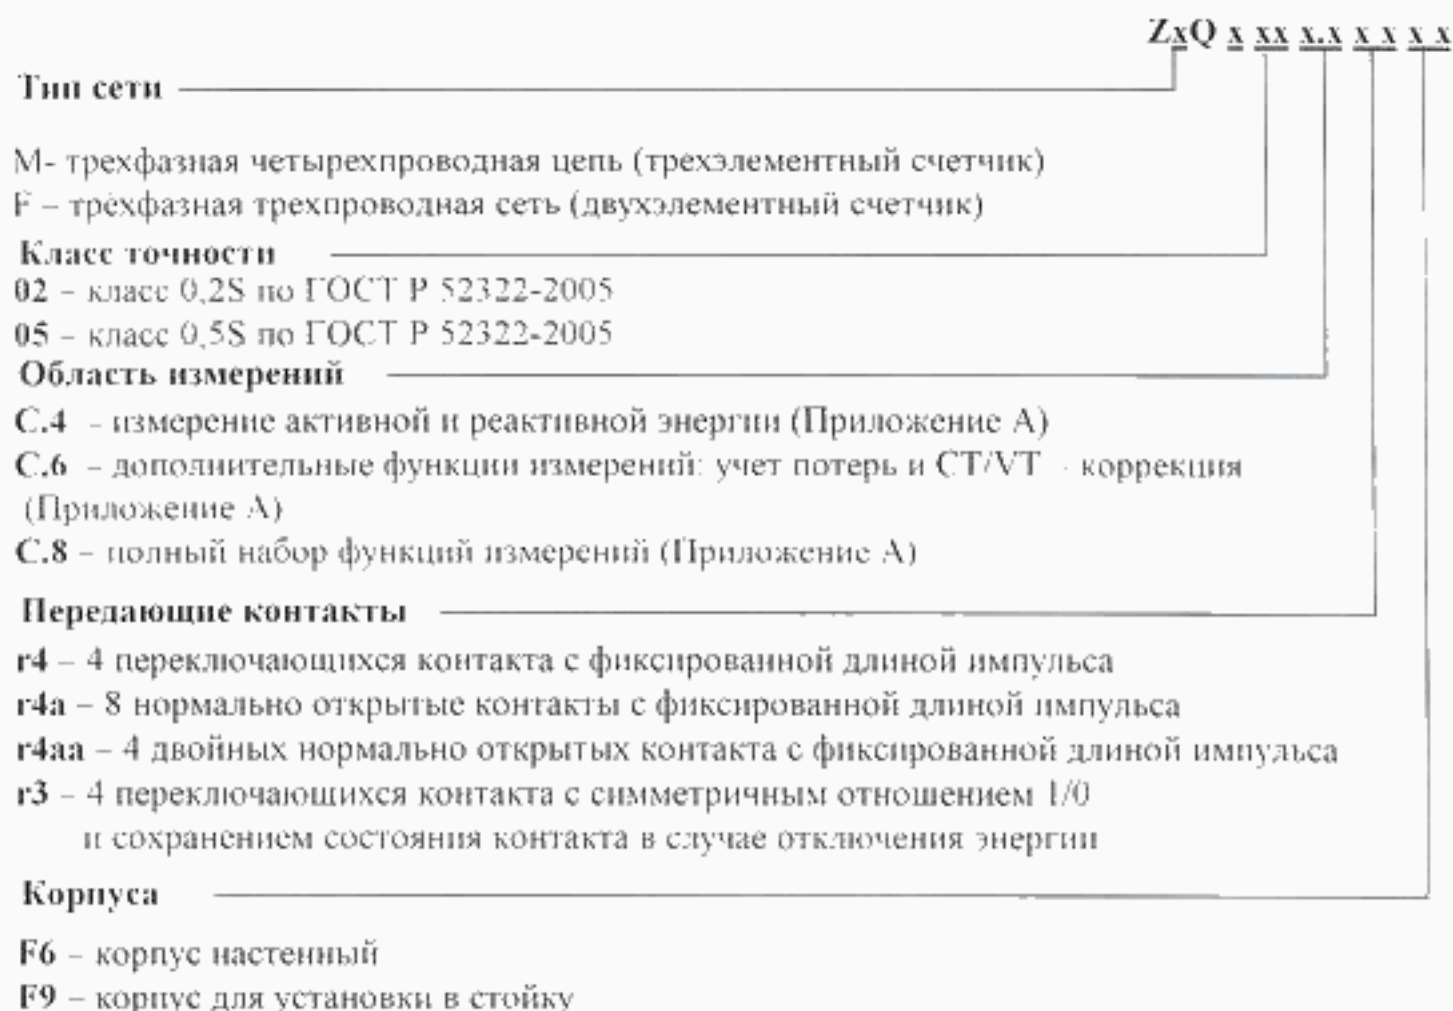 ZxQ x xx x.x x x x x
Тип сети
М- трехфазная четырехпроводная цепь (трехэлементный счетчик)
F – трехфазная трехпроводная сеть (двухэлементный счетчик)
Класс точности
02 – класс 0,2S по ГОСТ Р 52322-2005
05 – класс 0,5S по ГОСТ Р 52322-2005
Область измерений
С.4 - измерение активной и реактивной энергии (Приложение А)
С.6 – дополнительные функции измерений: учет потерь и СТ/VT - коррекция
(Приложение А)
С.8 – полный набор функций измерений (Приложение А)
Передающие контакты
r4 – 4 переключающихся контакта с фиксированной длиной импульса
r4a – 8 нормально открытые контакты с фиксированной длиной импульса
r4aa – 4 двойных нормально открытых контакта с фиксированной длиной импульса
r3 – 4 переключающихся контакта с симметричным отношением 1/0
и сохранением состояния контакта в случае отключения энергии
Корпуса
F6 – корпус настенный
F9 – корпус для установки в стойку